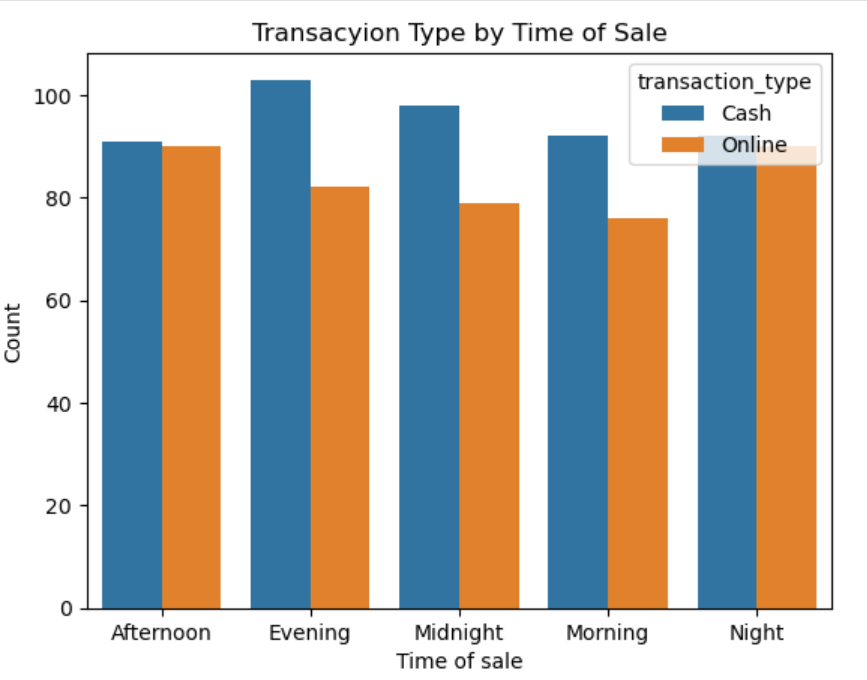 Transacyion Type by Time of Sale
transaction_type
Cash
Online
100
80
60
40
20
0
Count
Afternoon Evening Midnight Morning Night
Time of sale